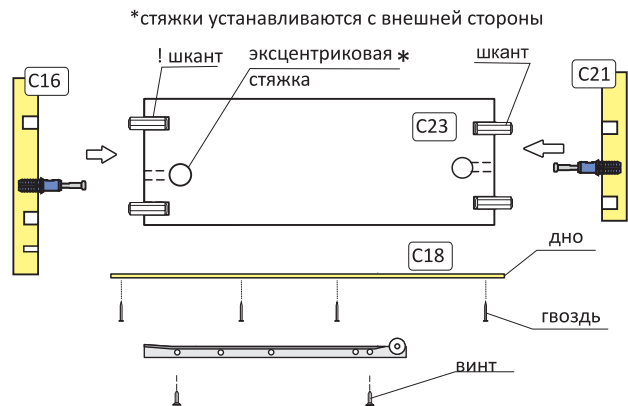 *стяжки устанавливаются с внешней стороны
! шкант
эксцентриковая *
стяжка
шкант
C16
C21
C23
C18
дно
гвоздь
винт